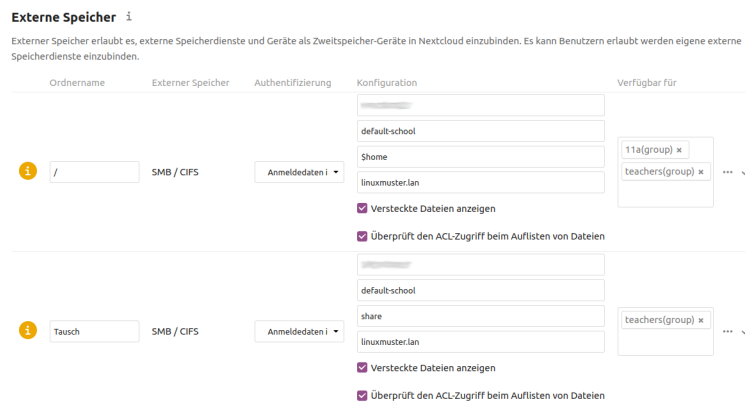 Externe Speicher i
Externer Speicher erlaubt es, externe Speicherdienste und Geräte als Zweitspeicher-Geräte in Nextcloud einzubinden. Es kann Benutzern erlaubt werden eigene externe
Speicherdienste einzubinden.
Ordnername Externer Speicher Authentifizierung Konfiguration Verfügbar für
default-school
/ SMB / CIFS Anmeldedaten i $home 11a(group) × teachers(group) × ...
linuxmuster.lan
Versteckte Dateien anzeigen
Überprüft den ACL-Zugriff beim Auflisten von Dateien
default-school
Tausch SMB / CIFS Anmeldedaten i share teachers(group) × ...
linuxmuster.lan
Versteckte Dateien anzeigen
Überprüft den ACL-Zugriff beim Auflisten von Dateien